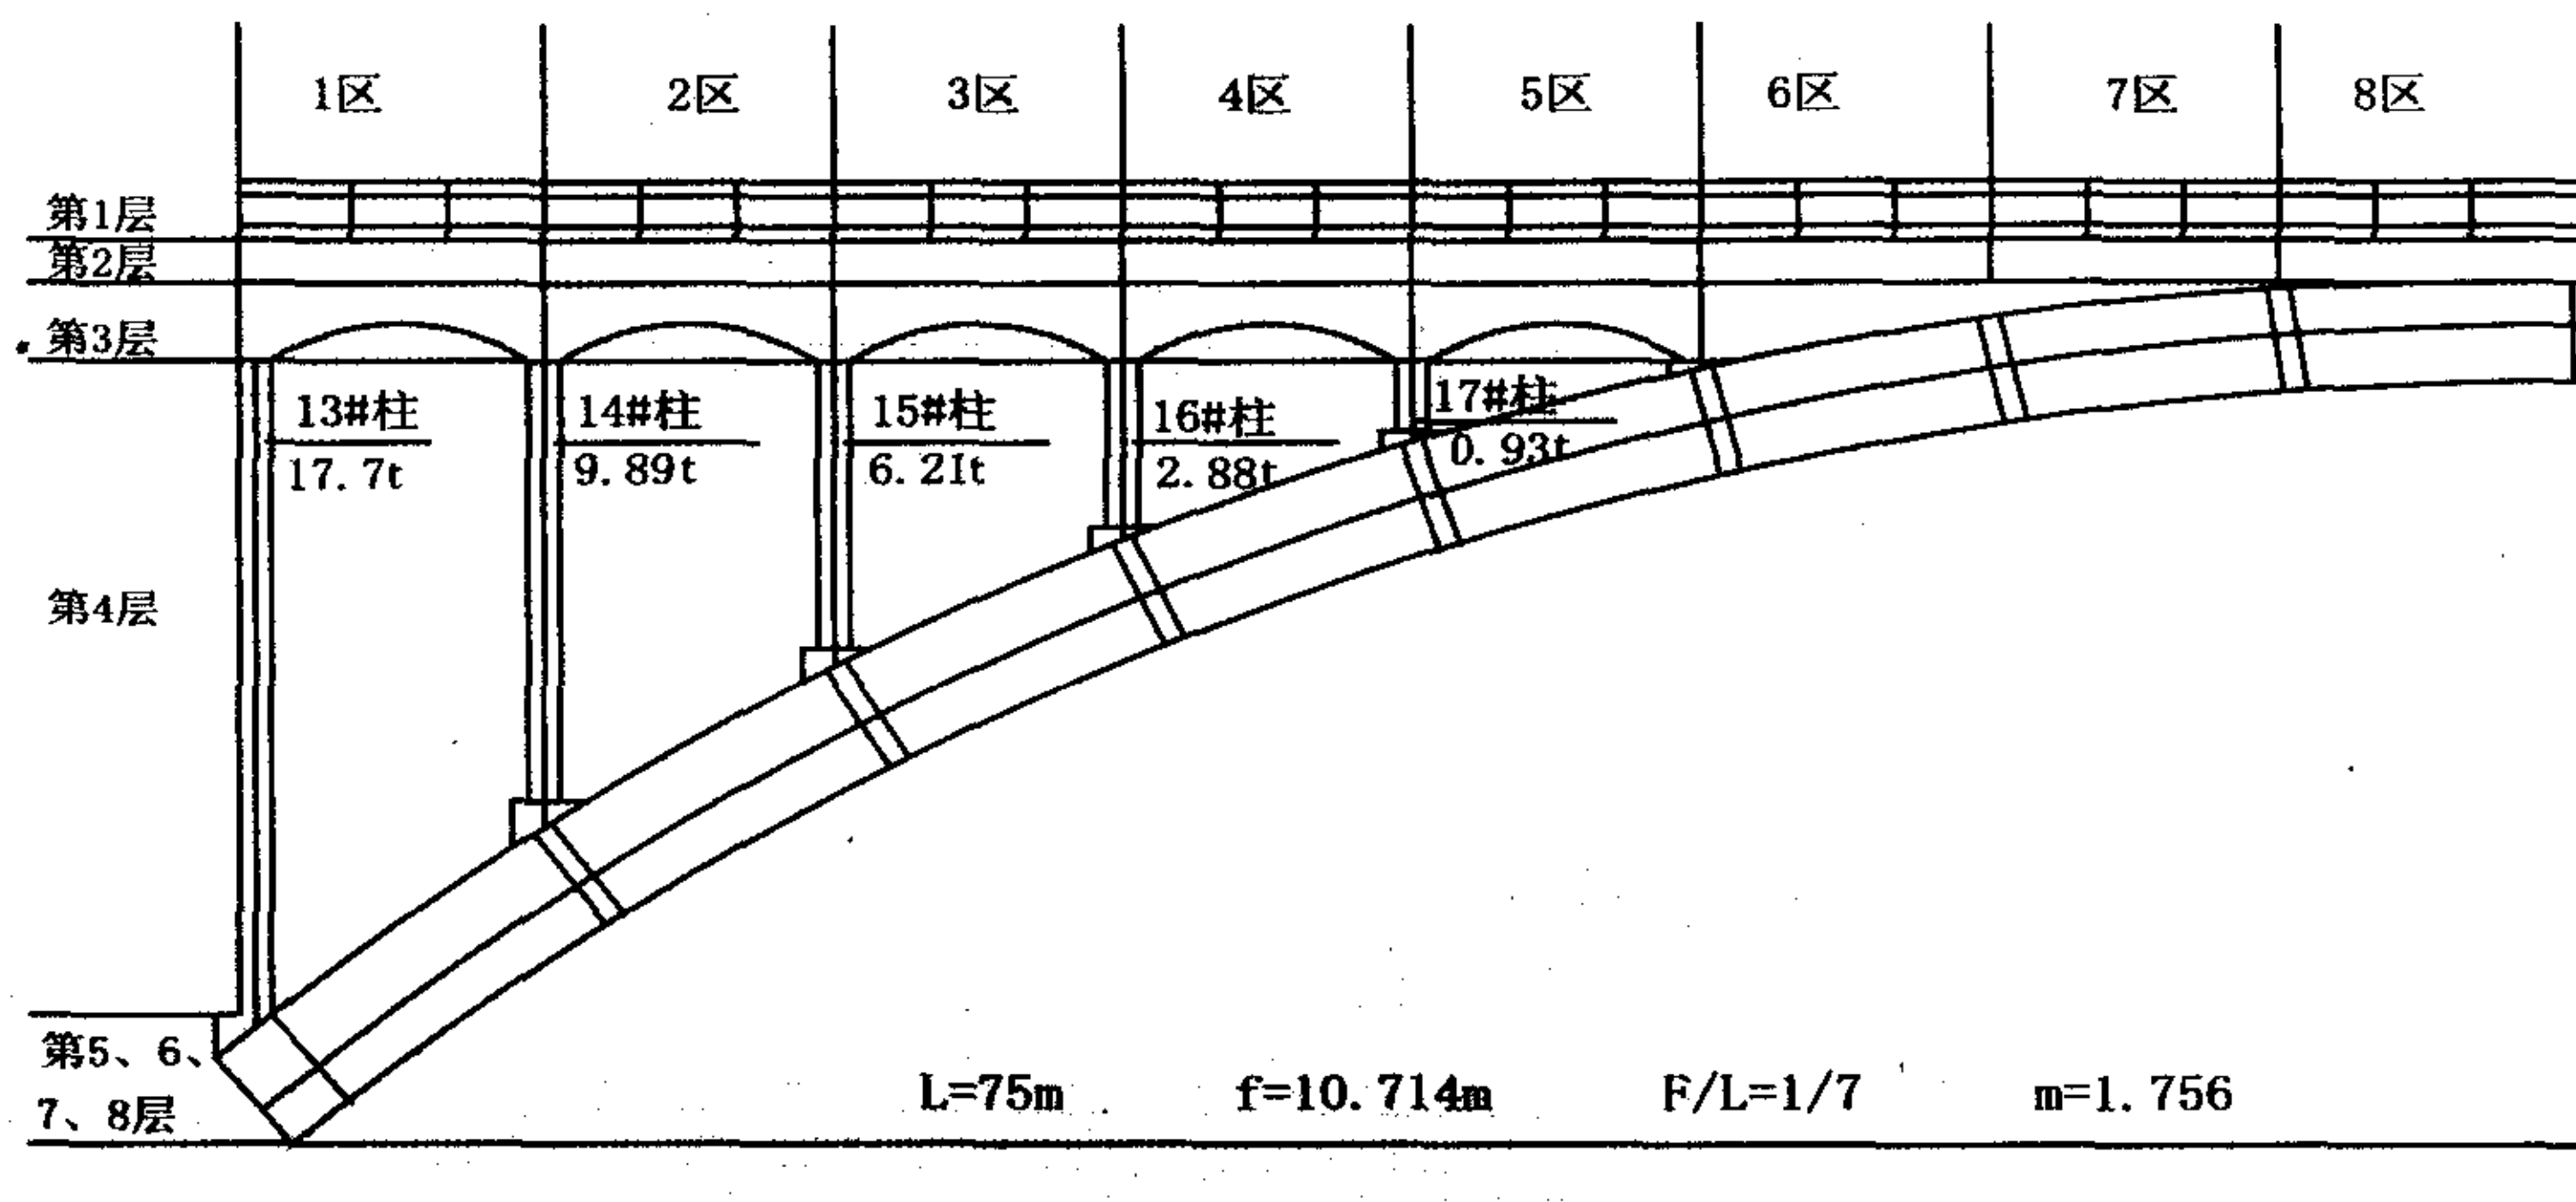 1区 2区 3区 4区 5区 6区 7区 8区
第1层
第2层
第3层
13#柱 14#柱 15#柱 16#柱 17#柱
17.7t 9.89t 6.2It 2.88t 0.93t
第4层
第5、6、
7、8层
L=75m f=10.714m F/L=1/7 m=1.756